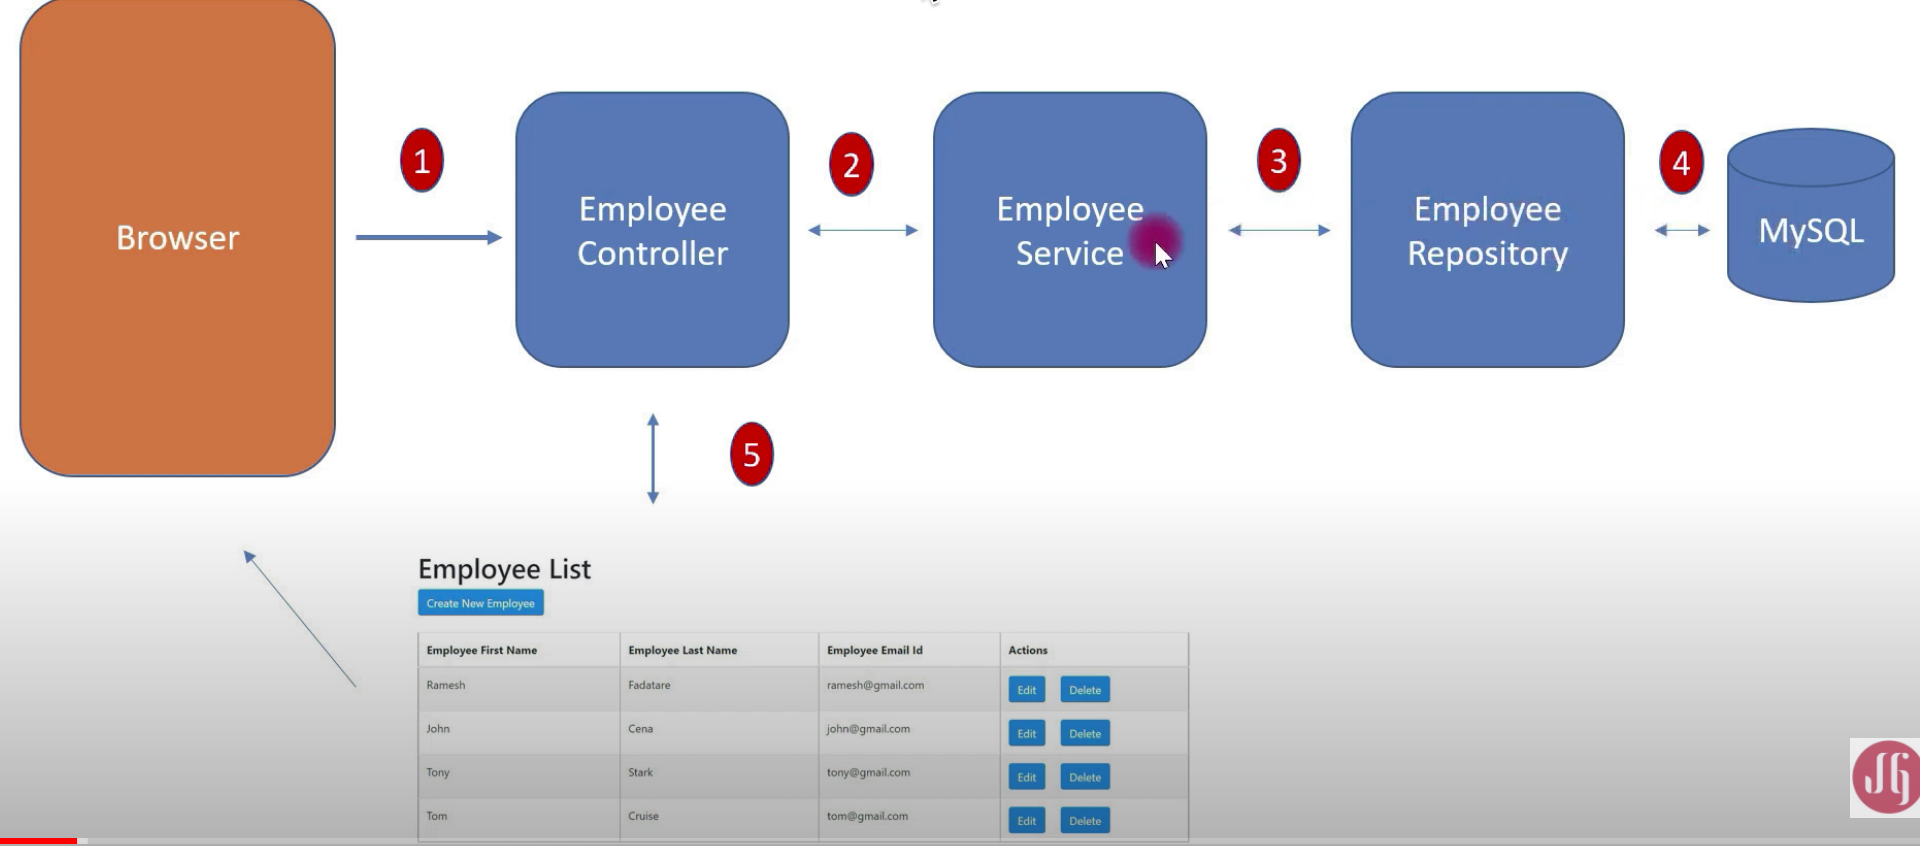 Browser
1
Employee
Controller
2
Employee
Service
3
Employee
Repository
4
MySQL
5
Employee List
Create New Employee
Employee First Name Employee Last Name Employee Email Id Actions
Ramesh Fadatare ramesh@gmail.com Edit Delete
John Cena john@gmail.com Edit Delete
Tony Stark tony@gmail.com Edit Delete
Tom Cruise tom@gmail.com Edit Delete